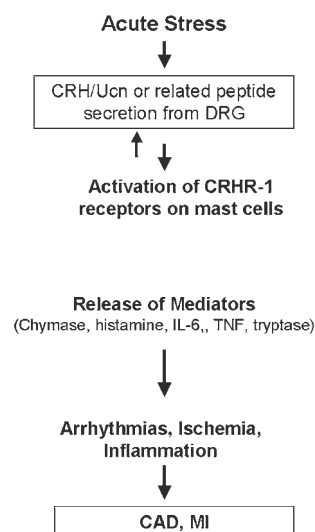 Acute Stress
CRH/Ucn or related peptide
secretion from DRG
Activation of CRHR-1
receptors on mast cells
Release of Mediators
(Chymase, histamine, IL-6,, TNF, tryptase)
Arrhythmias, Ischemia,
Inflammation
CAD, MI